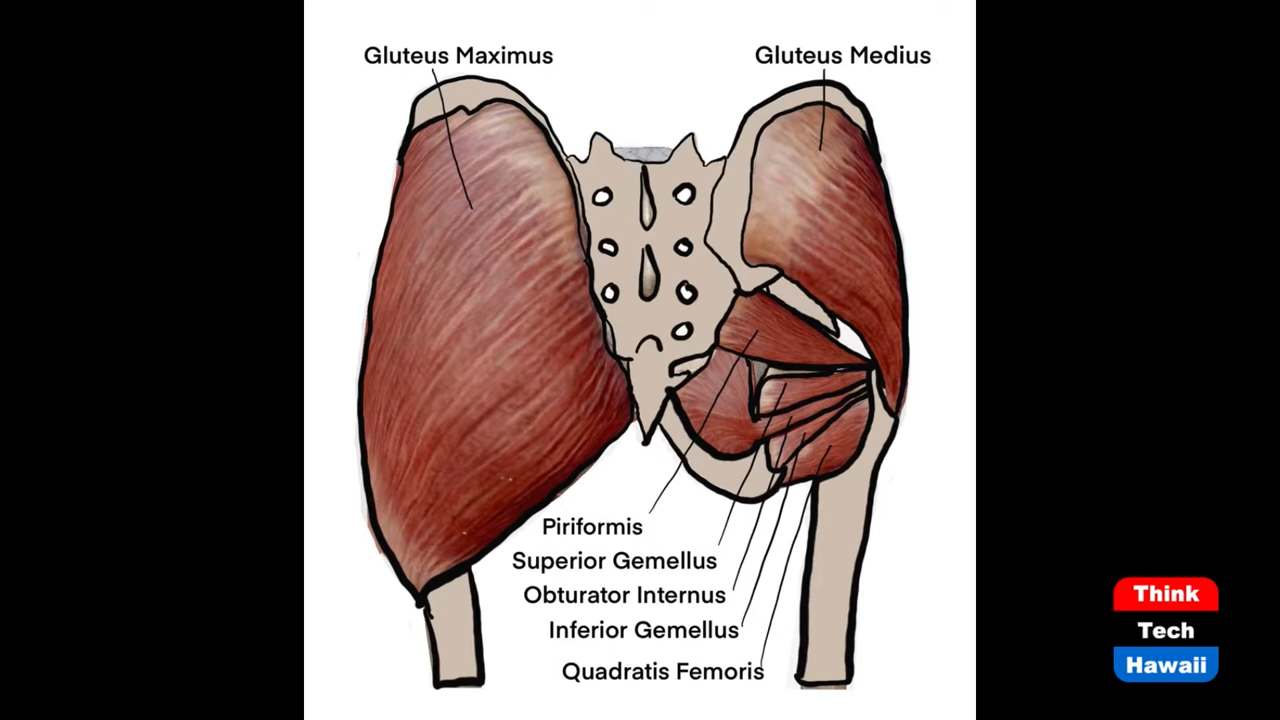 Gluteus Maximus
Gluteus Medius
Piriformis
Superior Gemellus
Obturator Internus
Inferior Gemellus
Quadratis Femoris
Think
Tech
Hawaii